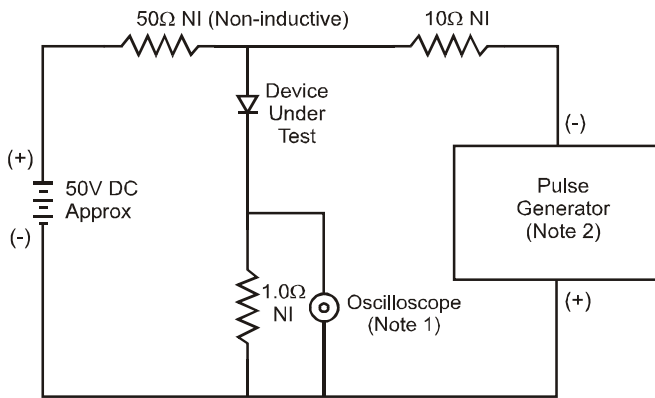 50Ω NI (Non-inductive)
10Ω NI
Device
Under
Test
(-)
(+)
50V DC
Approx
(-)
Pulse
Generator
(Note 2)
1.0Ω
NI
Oscilloscope
(Note 1)
(+)